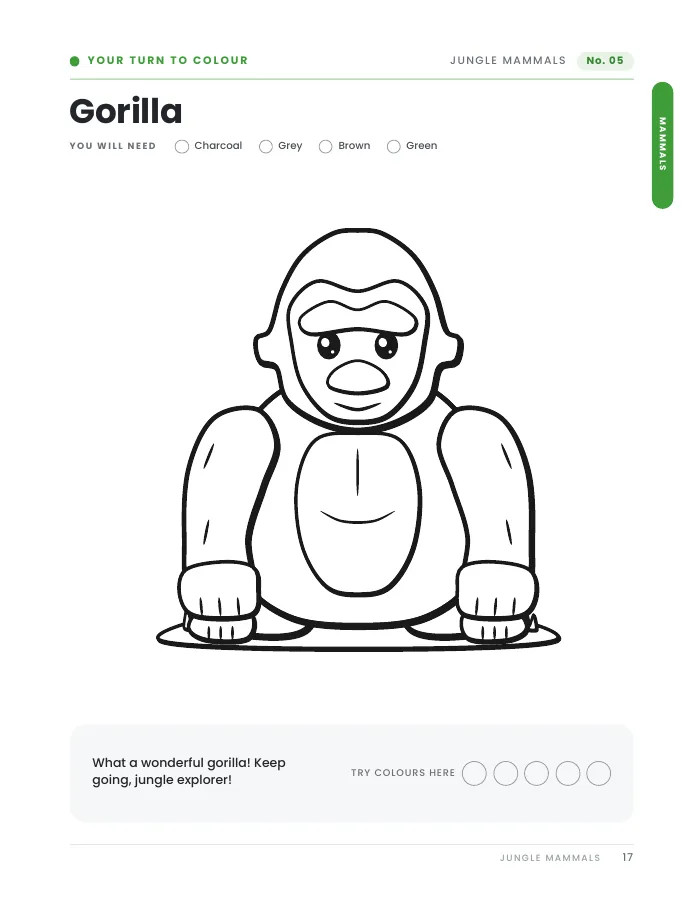 YOUR TURN TO COLOUR
JUNGLE MAMMALS No. 05
MAMMALS
Gorilla
YOU WILL NEED Charcoal Grey Brown Green
What a wonderful gorilla! Keep
going, jungle explorer!
TRY COLOURS HERE
JUNGLE MAMMALS 17